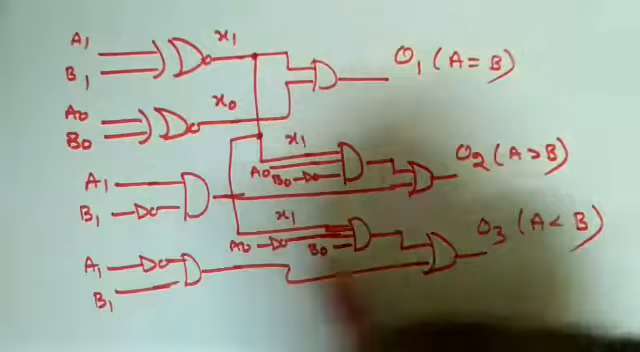 A₁ x₁
B₁
O₁ (A = B)
A₀ x₀
B₀
x₁
A₀
B₀
O₂ (A > B)
A₁
B₁
x₁
A₀
B₀
O₃ (A < B)
A₁
B₁